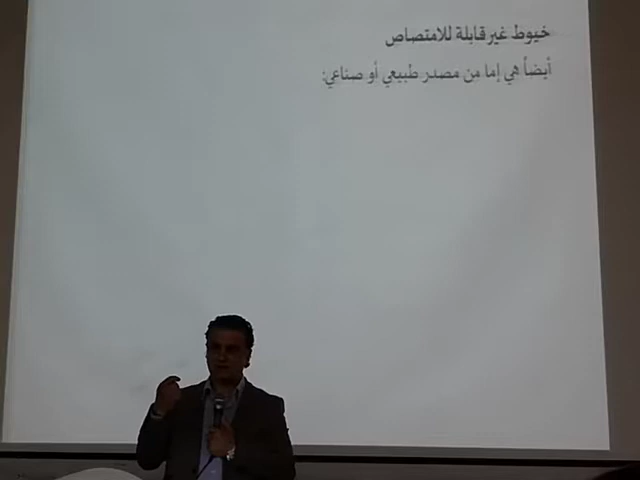 خيوط غير قابلة للامتصاص
أيضاً هي إما من مصدر طبيعي أو صناعي: